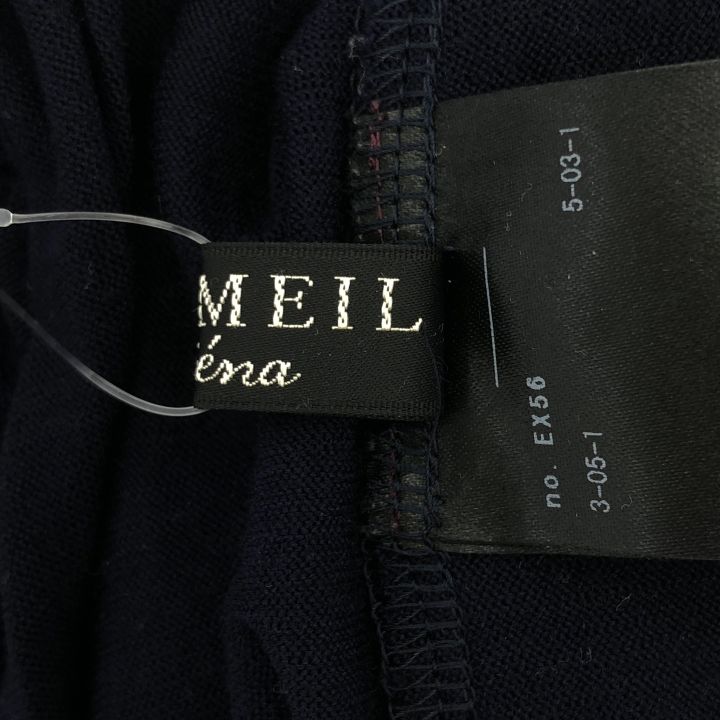 MEIL
éna
5-03-1
no. EX56
3-05-1